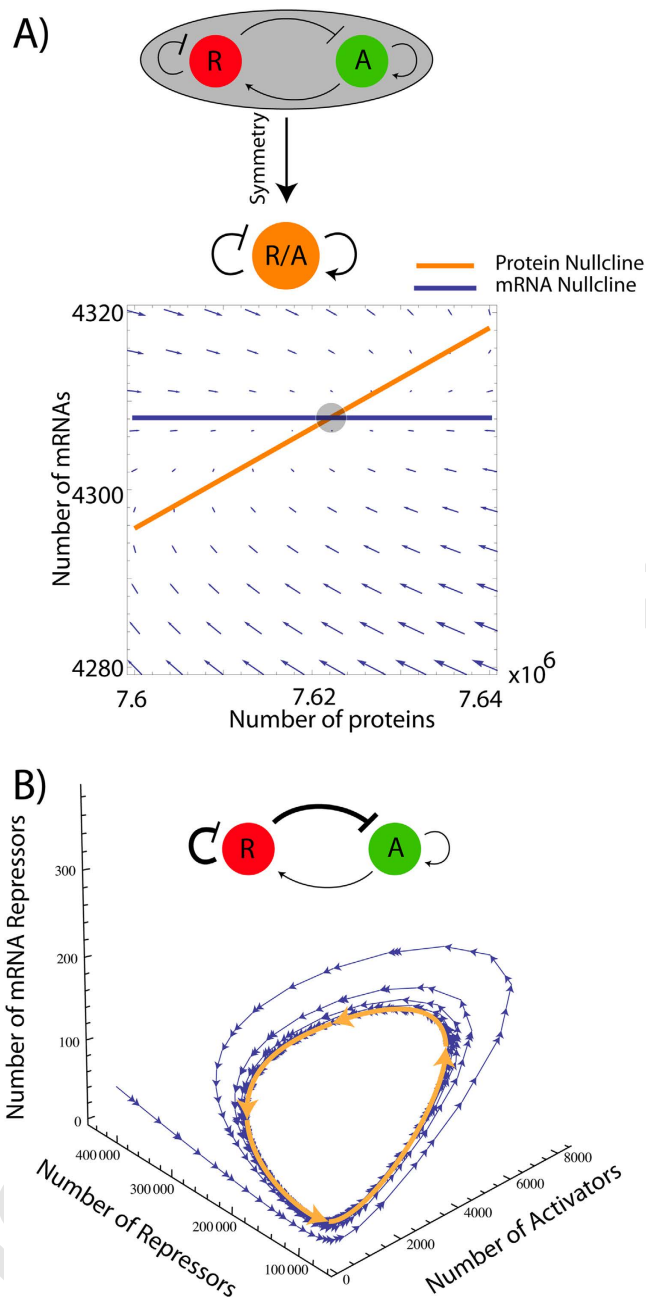 A)
R
A
Symmetry
R/A
Protein Nullcline
mRNA Nullcline
4320
4300
4280
Number of mRNAs
7.6
7.62
7.64
x10⁶
Number of proteins
B)
R
A
300
200
100
0
Number of mRNA Repressors
400 000
300 000
200 000
100 000
Number of Repressors
0
2000
4000
6000
8000
Number of Activators